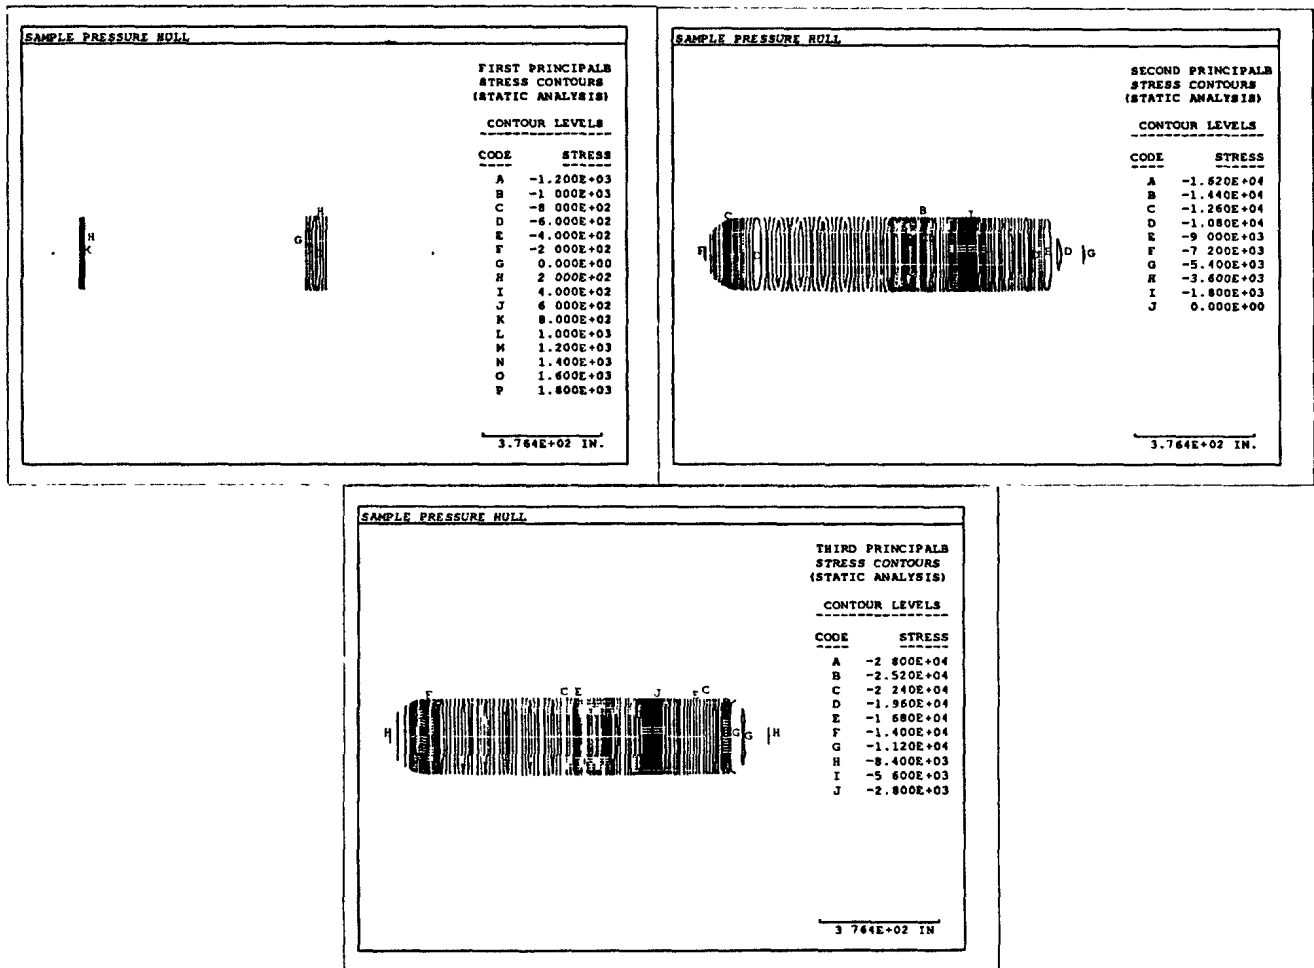 SAMPLE PRESSURE HULL
FIRST PRINCIPALB
STRESS CONTOURS
(STATIC ANALYSIS)
CONTOUR LEVELS
CODE STRESS
A -1.200E+03
B -1 000E+03
C -8 000E+02
D -6.000E+02
E -4.000E+02
F -2 000E+02
G 0.000E+00
H 2 000E+02
I 4.000E+02
J 6 000E+02
K 8.000E+02
L 1.000E+03
M 1.200E+03
N 1.400E+03
O 1.600E+03
P 1.800E+03
H
K
G
H
3.764E+02 IN.
SAMPLE PRESSURE HULL
SECOND PRINCIPALB
STRESS CONTOURS
(STATIC ANALYSIS)
CONTOUR LEVELS
CODE STRESS
A -1.620E+04
B -1.440E+04
C -1.260E+04
D -1.080E+04
E -9 000E+03
F -7 200E+03
G -5.400E+03
H -3.600E+03
I -1.800E+03
J 0.000E+00
C B I
F D D E D G
3.764E+02 IN.
SAMPLE PRESSURE HULL
THIRD PRINCIPALB
STRESS CONTOURS
(STATIC ANALYSIS)
CONTOUR LEVELS
CODE STRESS
A -2 800E+04
B -2.520E+04
C -2 240E+04
D -1.960E+04
E -1 680E+04
F -1.400E+04
G -1.120E+04
H -8.400E+03
I -5 600E+03
J -2.800E+03
F C E J F C
H G G H
3 764E+02 IN